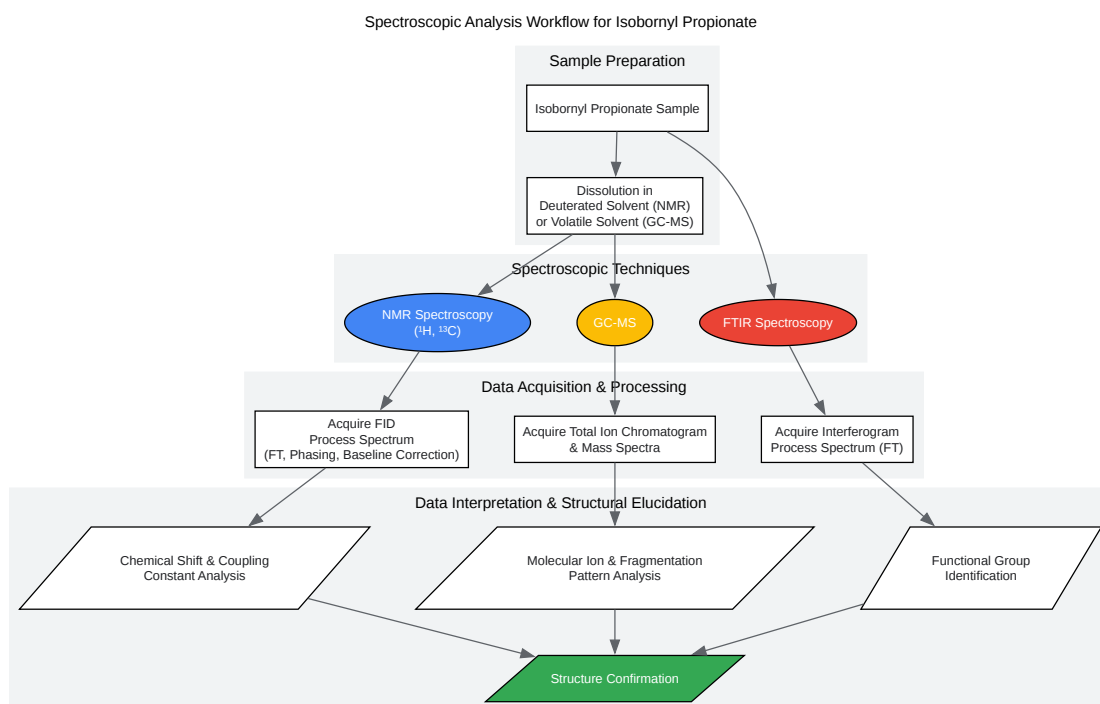 Spectroscopic Analysis Workflow for Isobornyl Propionate
Sample Preparation
Isobornyl Propionate Sample
Dissolution in
Deuterated Solvent (NMR)
or Volatile Solvent (GC-MS)
Spectroscopic Techniques
NMR Spectroscopy
(¹H, ¹³C)
GC-MS
FTIR Spectroscopy
Data Acquisition & Processing
Acquire FID
Process Spectrum
(FT, Phasing, Baseline Correction)
Acquire Total Ion Chromatogram
& Mass Spectra
Acquire Interferogram
Process Spectrum (FT)
Data Interpretation & Structural Elucidation
Chemical Shift & Coupling
Constant Analysis
Molecular Ion & Fragmentation
Pattern Analysis
Functional Group
Identification
Structure Confirmation